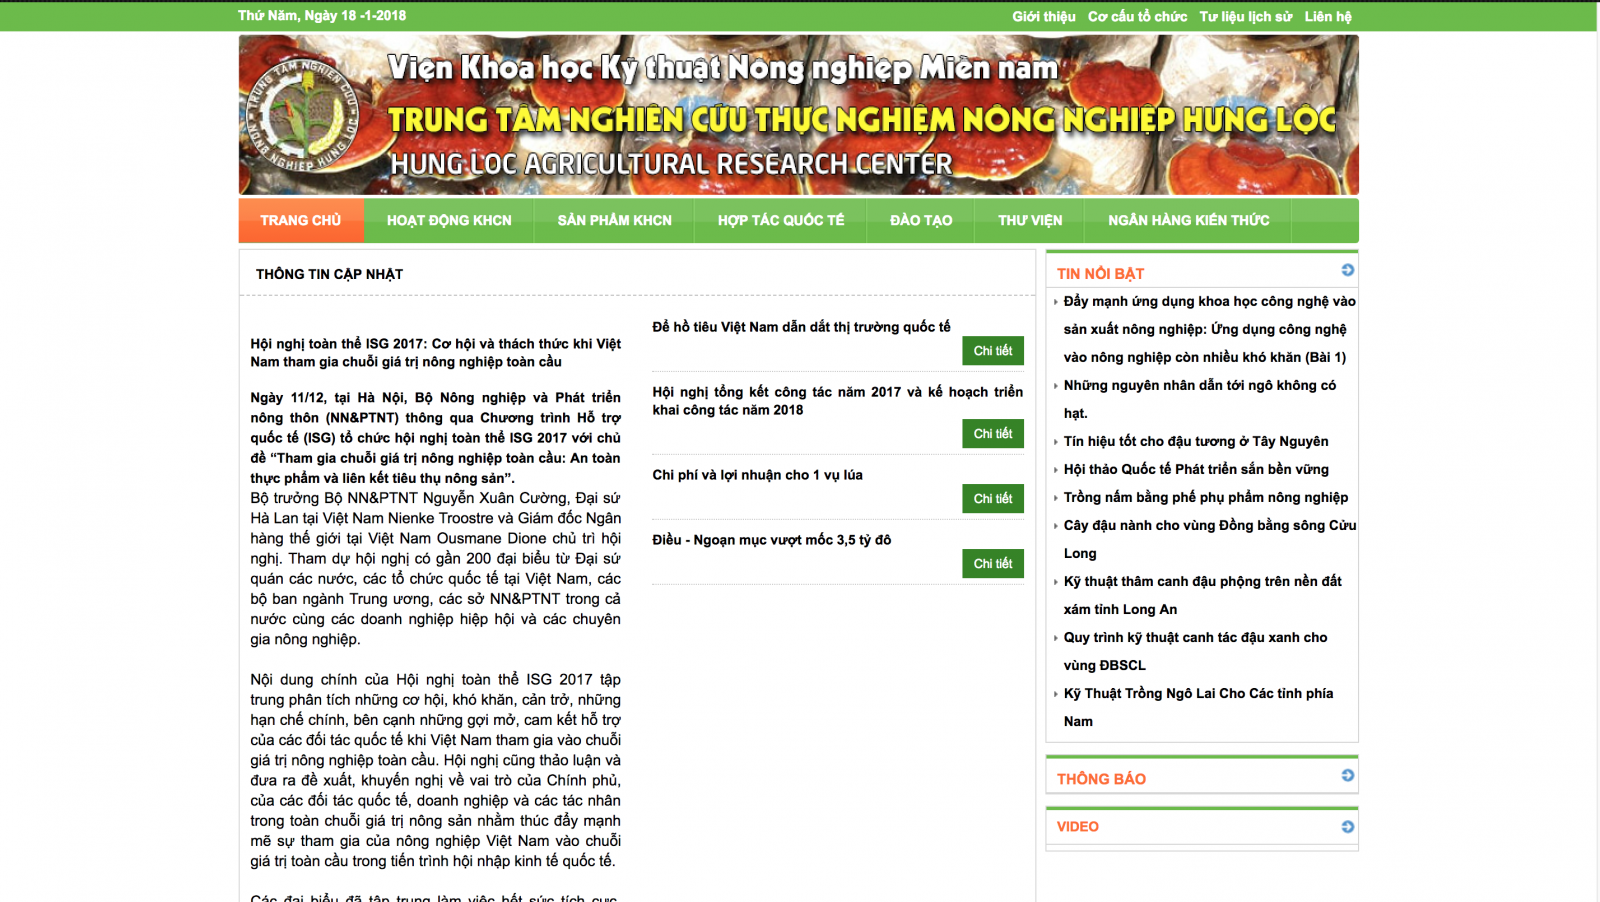 Thứ Năm, Ngày 18 -1-2018
Giới thiệu Cơ cấu tổ chức Tư liệu lịch sử Liên hệ
TRUNG TÂM NGHIÊN CỨU
NÔNG NGHIỆP HƯNG LỘC
Viện Khoa học Kỹ thuật Nông nghiệp Miền nam
TRUNG TÂM NGHIÊN CỨU THỰC NGHIỆM NÔNG NGHIỆP HƯNG LỘC
HUNG LOC AGRICULTURAL RESEARCH CENTER
TRANG CHỦ HOẠT ĐỘNG KHCN SẢN PHẨM KHCN HỢP TÁC QUỐC TẾ ĐÀO TẠO THƯ VIỆN NGÂN HÀNG KIẾN THỨC
THÔNG TIN CẬP NHẬT
Hội nghị toàn thể ISG 2017: Cơ hội và thách thức khi Việt
Nam tham gia chuỗi giá trị nông nghiệp toàn cầu
Ngày 11/12, tại Hà Nội, Bộ Nông nghiệp và Phát triển
nông thôn (NN&PTNT) thông qua Chương trình Hỗ trợ
quốc tế (ISG) tổ chức hội nghị toàn thể ISG 2017 với chủ
đề “Tham gia chuỗi giá trị nông nghiệp toàn cầu: An toàn
thực phẩm và liên kết tiêu thụ nông sản”.
Bộ trưởng Bộ NN&PTNT Nguyễn Xuân Cường, Đại sứ
Hà Lan tại Việt Nam Nienke Troostre và Giám đốc Ngân
hàng thế giới tại Việt Nam Ousmane Dione chủ trì hội
nghị. Tham dự hội nghị có gần 200 đại biểu từ Đại sứ
quán các nước, các tổ chức quốc tế tại Việt Nam, các
bộ ban ngành Trung ương, các sở NN&PTNT trong cả
nước cùng các doanh nghiệp hiệp hội và các chuyên
gia nông nghiệp.
Nội dung chính của Hội nghị toàn thể ISG 2017 tập
trung phân tích những cơ hội, khó khăn, cản trở, những
hạn chế chính, bên cạnh những gợi mở, cam kết hỗ trợ
của các đối tác quốc tế khi Việt Nam tham gia vào chuỗi
giá trị nông nghiệp toàn cầu. Hội nghị cũng thảo luận và
đưa ra đề xuất, khuyến nghị về vai trò của Chính phủ,
của các đối tác quốc tế, doanh nghiệp và các tác nhân
trong toàn chuỗi giá trị nông sản nhằm thúc đẩy mạnh
mẽ sự tham gia của nông nghiệp Việt Nam vào chuỗi
giá trị toàn cầu trong tiến trình hội nhập kinh tế quốc tế.
Các đại biểu đã tập trung làm việc hết sức tích cực,
Để hồ tiêu Việt Nam dẫn dắt thị trường quốc tế
Chi tiết
Hội nghị tổng kết công tác năm 2017 và kế hoạch triển
khai công tác năm 2018
Chi tiết
Chi phí và lợi nhuận cho 1 vụ lúa
Chi tiết
Điều - Ngoạn mục vượt mốc 3,5 tỷ đô
Chi tiết
TIN NỔI BẬT
Đẩy mạnh ứng dụng khoa học công nghệ vào
sản xuất nông nghiệp: Ứng dụng công nghệ
vào nông nghiệp còn nhiều khó khăn (Bài 1)
Những nguyên nhân dẫn tới ngô không có
hạt.
Tín hiệu tốt cho đậu tương ở Tây Nguyên
Hội thảo Quốc tế Phát triển sắn bền vững
Trồng nấm bằng phế phụ phẩm nông nghiệp
Cây đậu nành cho vùng Đồng bằng sông Cửu
Long
Kỹ thuật thâm canh đậu phộng trên nền đất
xám tỉnh Long An
Quy trình kỹ thuật canh tác đậu xanh cho
vùng ĐBSCL
Kỹ Thuật Trồng Ngô Lai Cho Các tỉnh phía
Nam
THÔNG BÁO
VIDEO